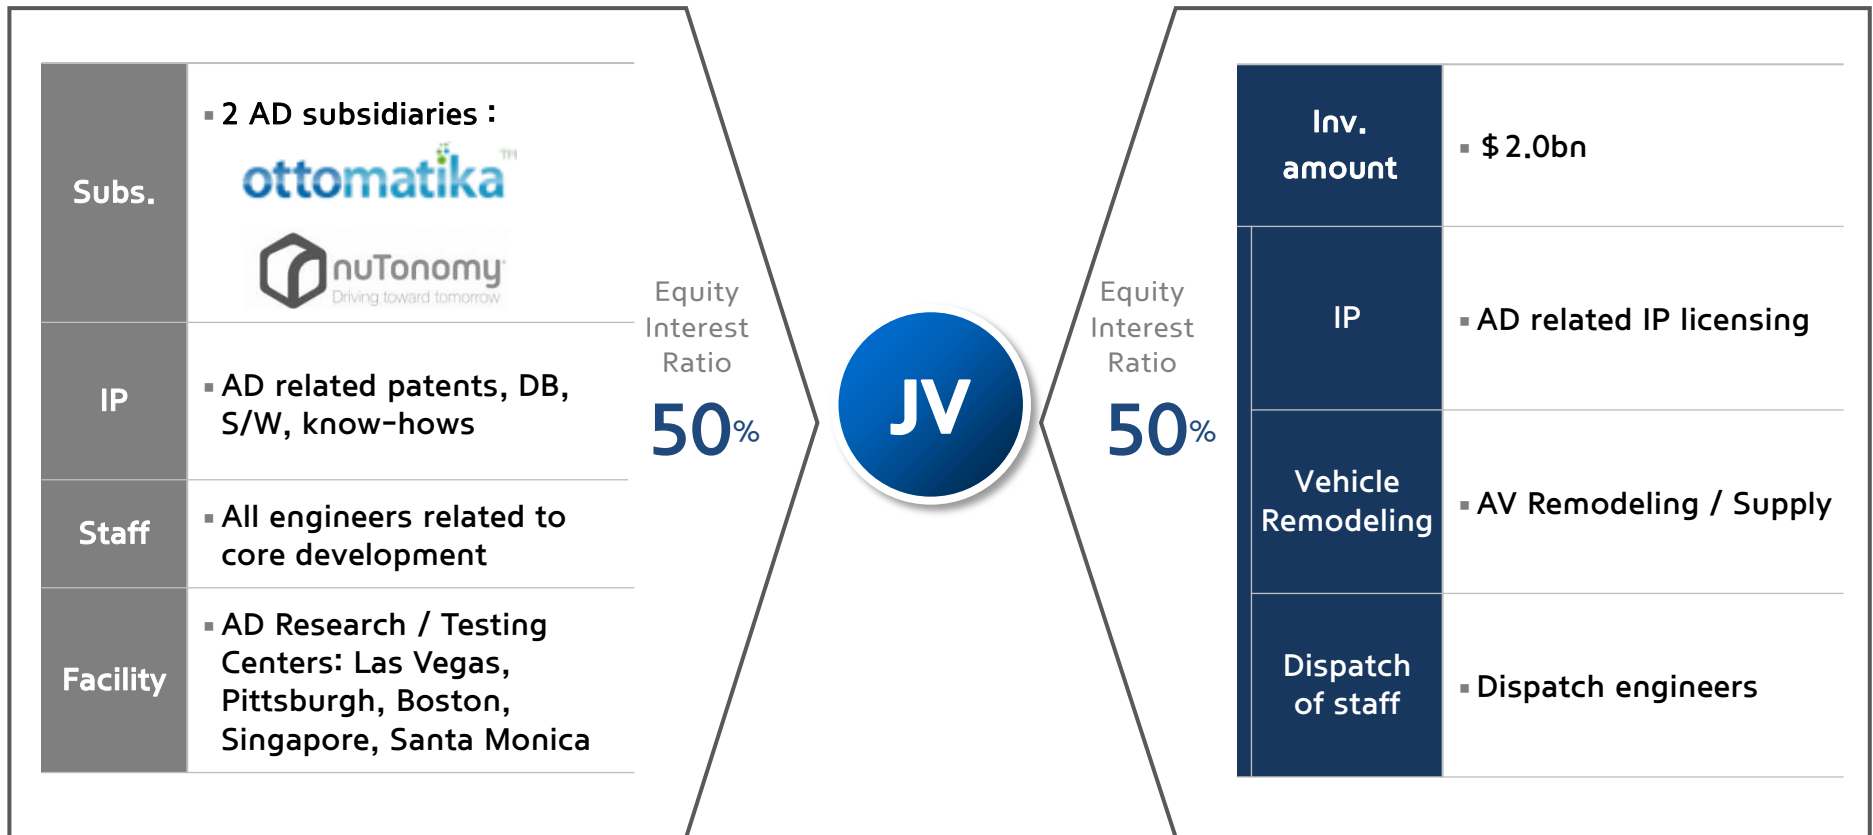 Subs.
▪ 2 AD subsidiaries :
ottomatika™
nuTonomy
Driving toward tomorrow
IP
▪ AD related patents, DB,
S/W, know-hows
Staff
▪ All engineers related to
core development
Facility
▪ AD Research / Testing
Centers: Las Vegas,
Pittsburgh, Boston,
Singapore, Santa Monica
Equity
Interest
Ratio
50%
JV
Equity
Interest
Ratio
50%
Inv.
amount
▪ $ 2.0bn
IP
▪ AD related IP licensing
Vehicle
Remodeling
▪ AV Remodeling / Supply
Dispatch
of staff
▪ Dispatch engineers